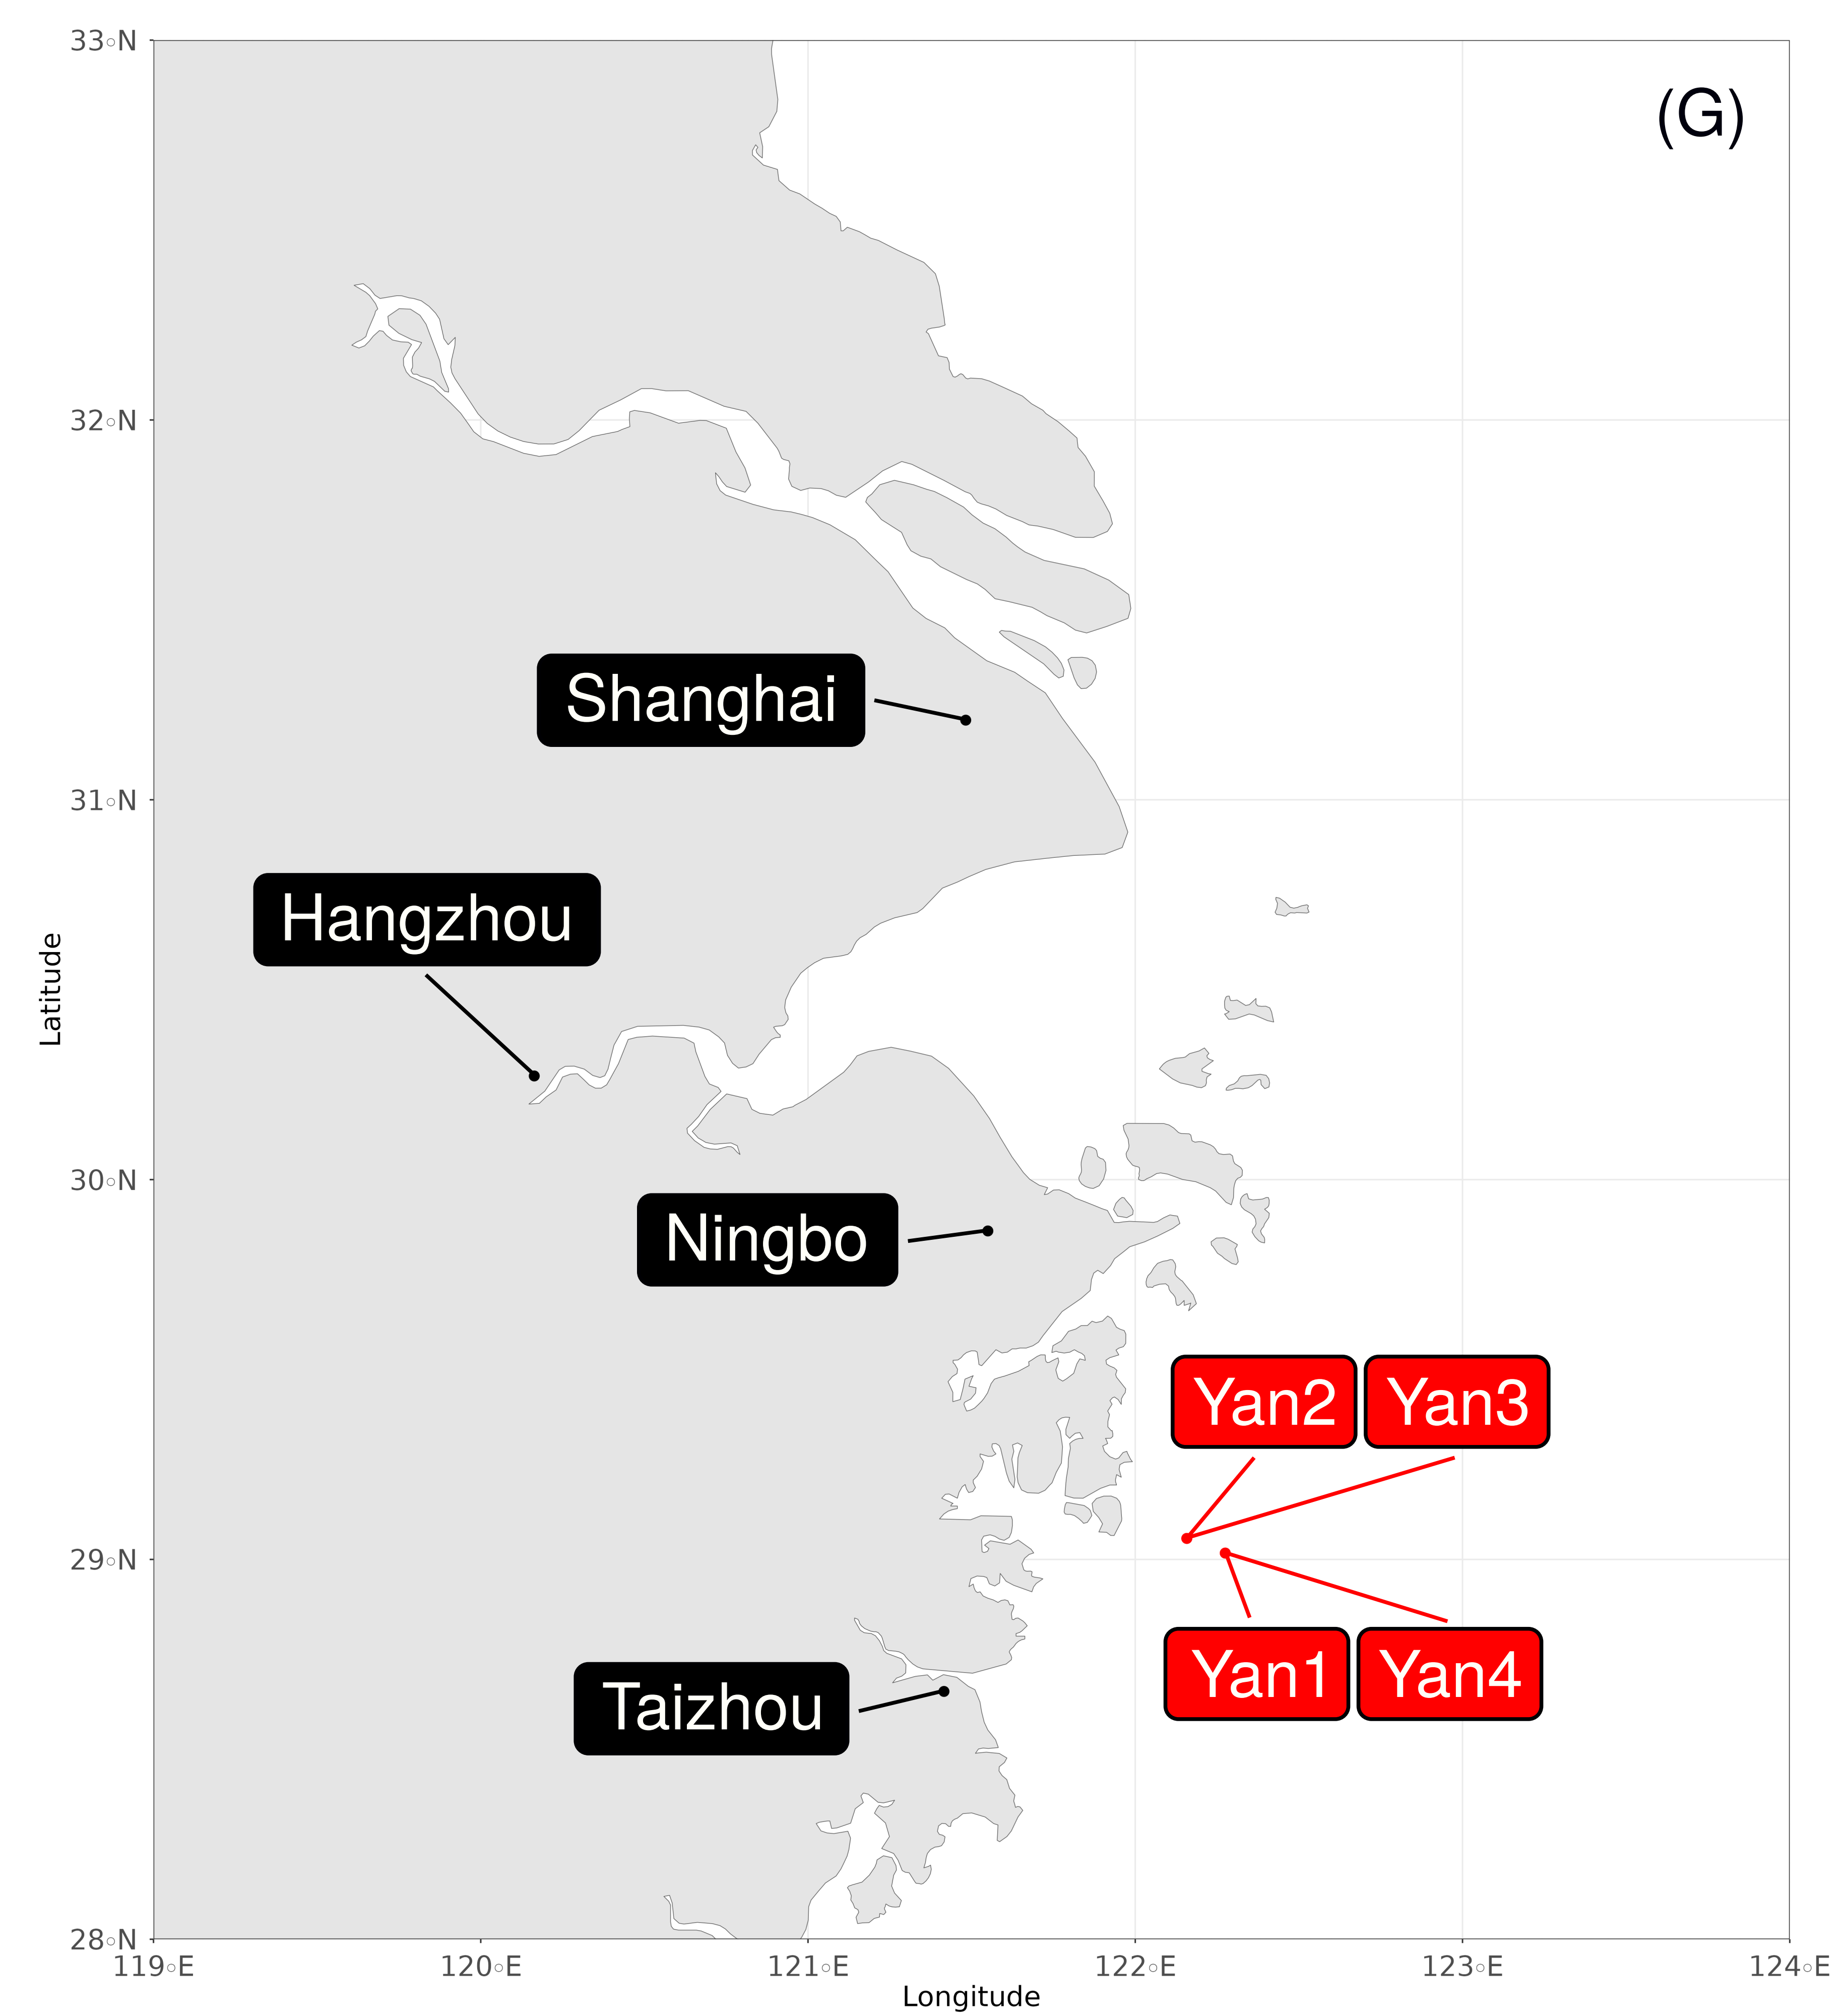 33◦N
(G)
32◦N
Shanghai
31◦N
Hangzhou
Latitude
30◦N
Ningbo
Yan2 Yan3
29◦N
Yan1 Yan4
Taizhou
28◦N
119◦E 120◦E 121◦E 122◦E 123◦E 124◦E
Longitude